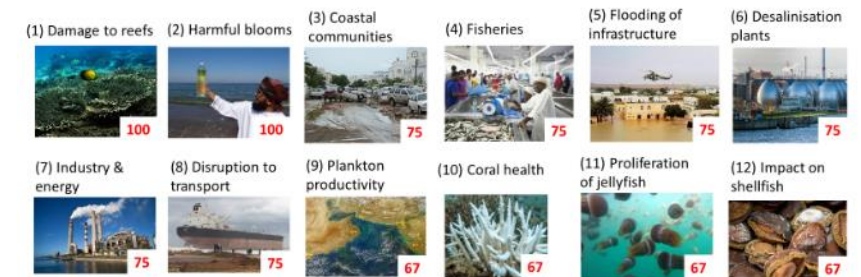 (1) Damage to reefs
(2) Harmful blooms
(3) Coastal
communities
(4) Fisheries
(5) Flooding of
infrastructure
(6) Desalinisation
plants
100
100
75
75
75
75
(7) Industry &
energy
(8) Disruption to
transport
(9) Plankton
productivity
(10) Coral health
(11) Proliferation
of jellyfish
(12) Impact on
shellfish
75
75
67
67
67
67